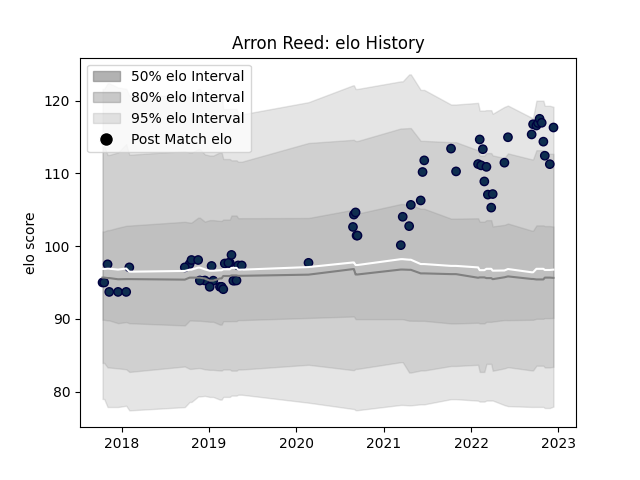 Arron Reed: elo History
50% elo Interval
80% elo Interval
95% elo Interval
Post Match elo
elo score
120
110
100
90
80
2018 2019 2020 2021 2022 2023